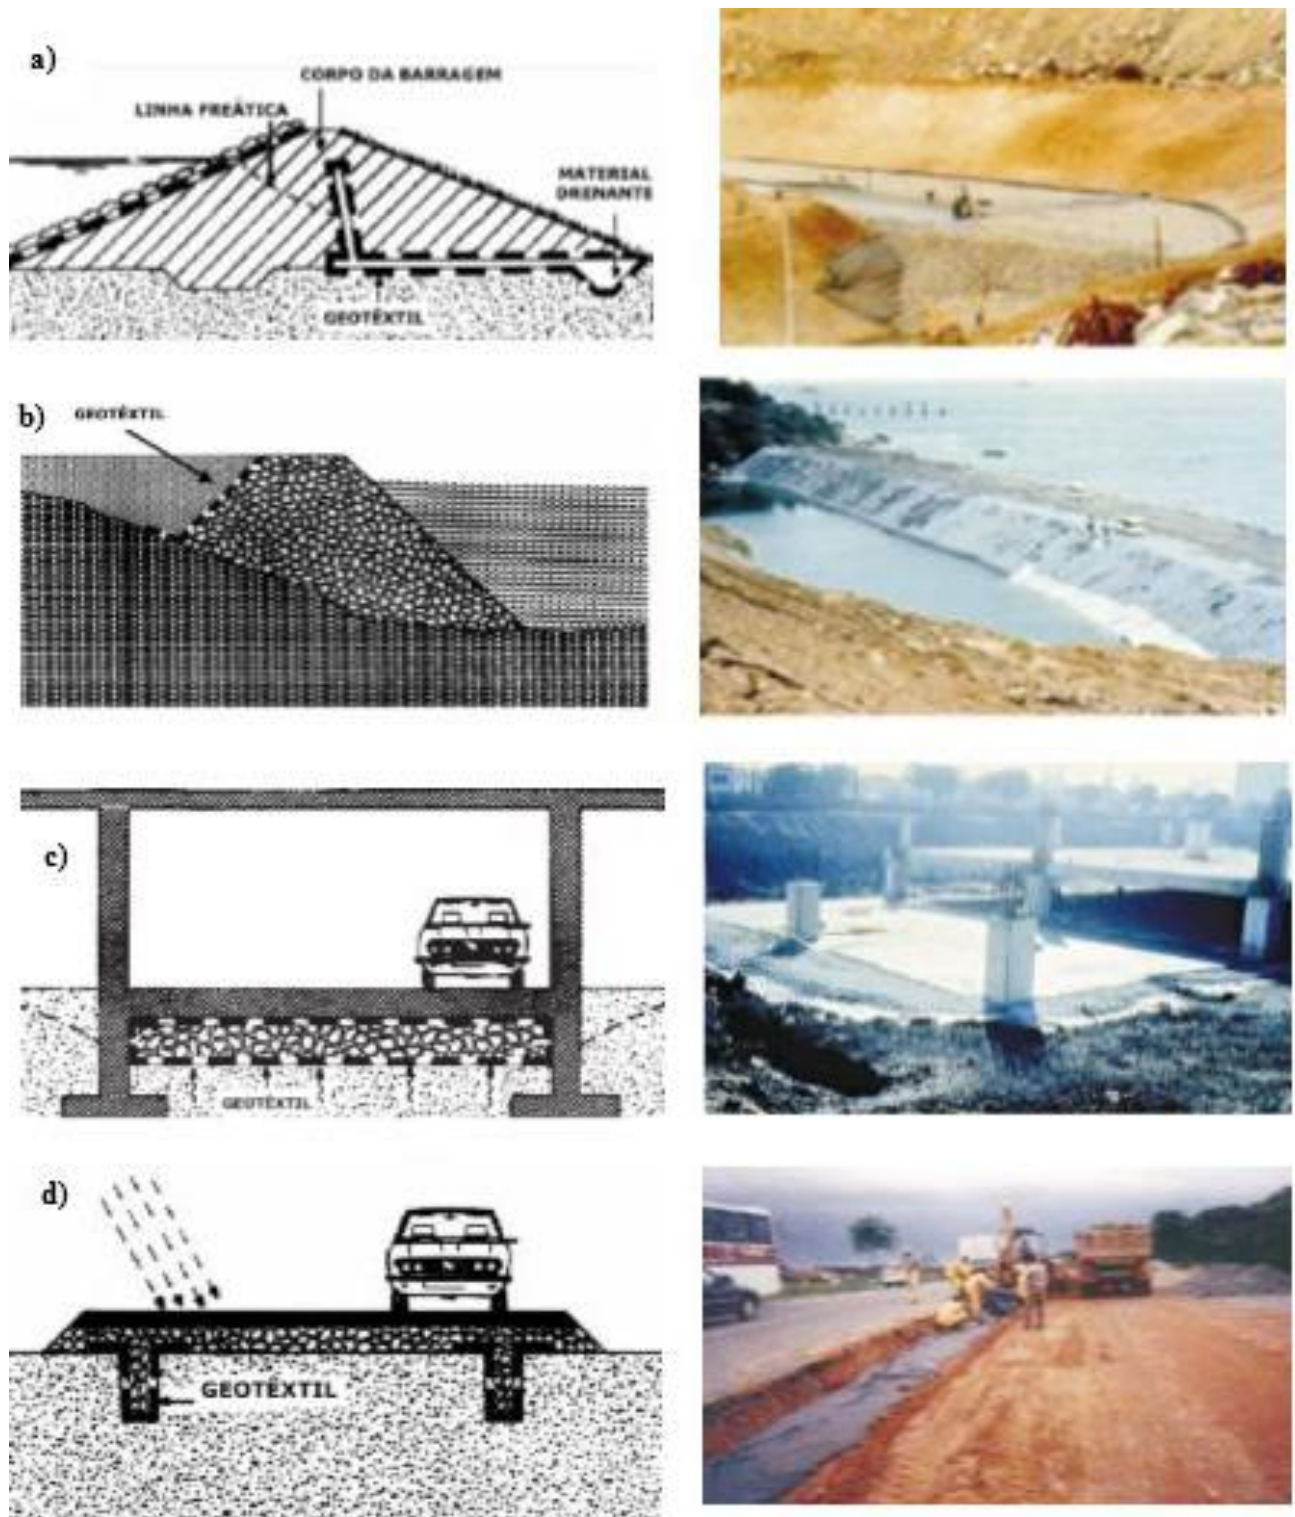 a)
CORPO DA BARRAGEM
LINHA FREÁTICA
MATERIAL
DRENANTE
GEOTÊXTIL
b)
GEOTÊXTIL
c)
GEOTÊXTIL
d)
GEOTÊXTIL